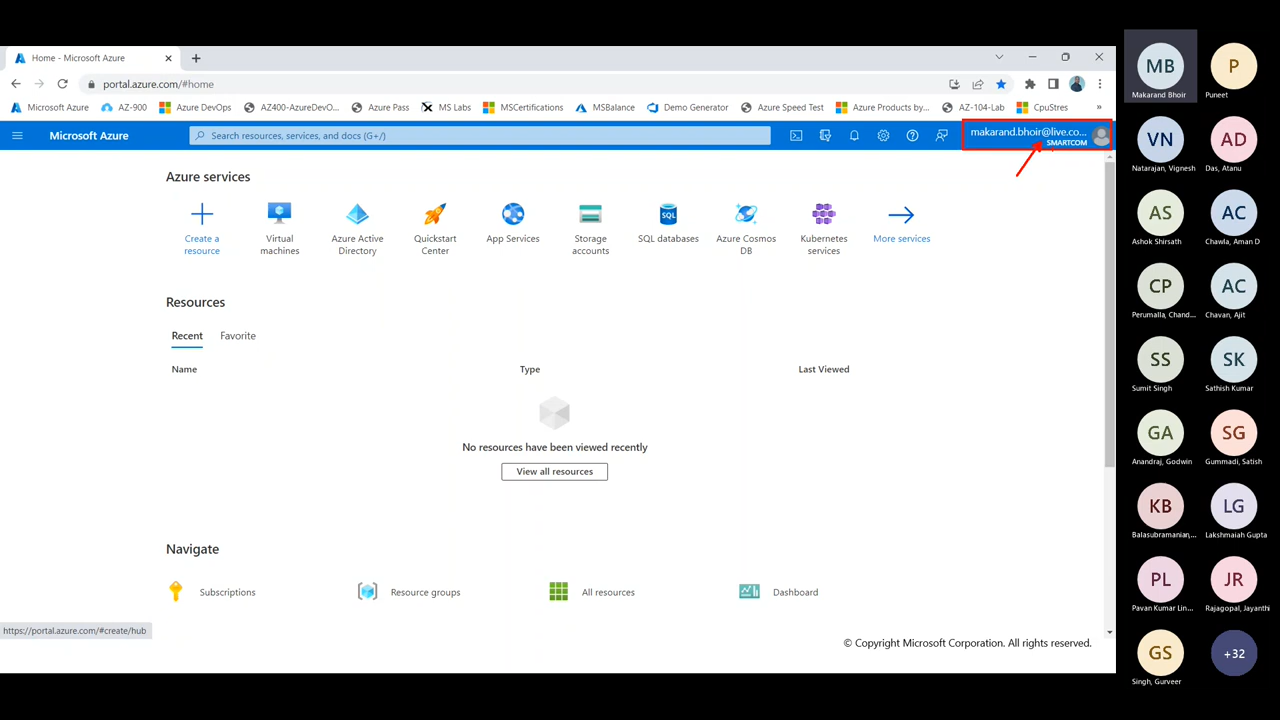 Home - Microsoft Azure
portal.azure.com/#home
Microsoft Azure AZ-900 Azure DevOps AZ400-AzureDevO... Azure Pass MS Labs MSCertifications MSBalance Demo Generator Azure Speed Test Azure Products by... AZ-104-Lab CpuStres »
Microsoft Azure
Search resources, services, and docs (G+/)
makarand.bhoir@live.co...
SMARTCOM
Azure services
Create a resource
Virtual machines
Azure Active Directory
Quickstart Center
App Services
Storage accounts
SQL
SQL databases
Azure Cosmos DB
Kubernetes services
More services
Resources
Recent Favorite
Name Type Last Viewed
No resources have been viewed recently
View all resources
Navigate
Subscriptions Resource groups All resources Dashboard
https://portal.azure.com/#create/hub
© Copyright Microsoft Corporation. All rights reserved.
MB P
Makarand Bhoir Puneet
VN AD
Natarajan, Vignesh Das, Atanu
AS AC
Ashok Shirsath Chawla, Aman D
CP AC
Perumalla, Chand... Chavan, Ajit
SS SK
Sumit Singh Sathish Kumar
GA SG
Anandraj, Godwin Gummadi, Satish
KB LG
Balasubramanian,... Lakshmaiah Gupta
PL JR
Pavan Kumar Lin... Rajagopal, Jayanthi
GS +32
Singh, Gurveer